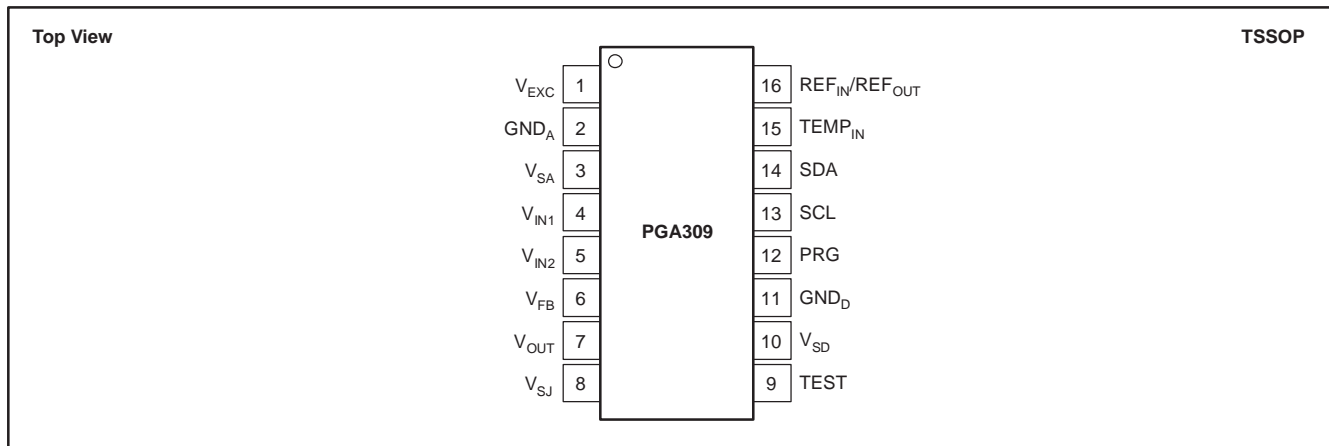 Top View TSSOP
V_EXC 1 16 REF_IN/REF_OUT
GND_A 2 15 TEMP_IN
V_SA 3 14 SDA
V_IN1 4 13 SCL
PGA309
V_IN2 5 12 PRG
V_FB 6 11 GND_D
V_OUT 7 10 V_SD
V_SJ 8 9 TEST